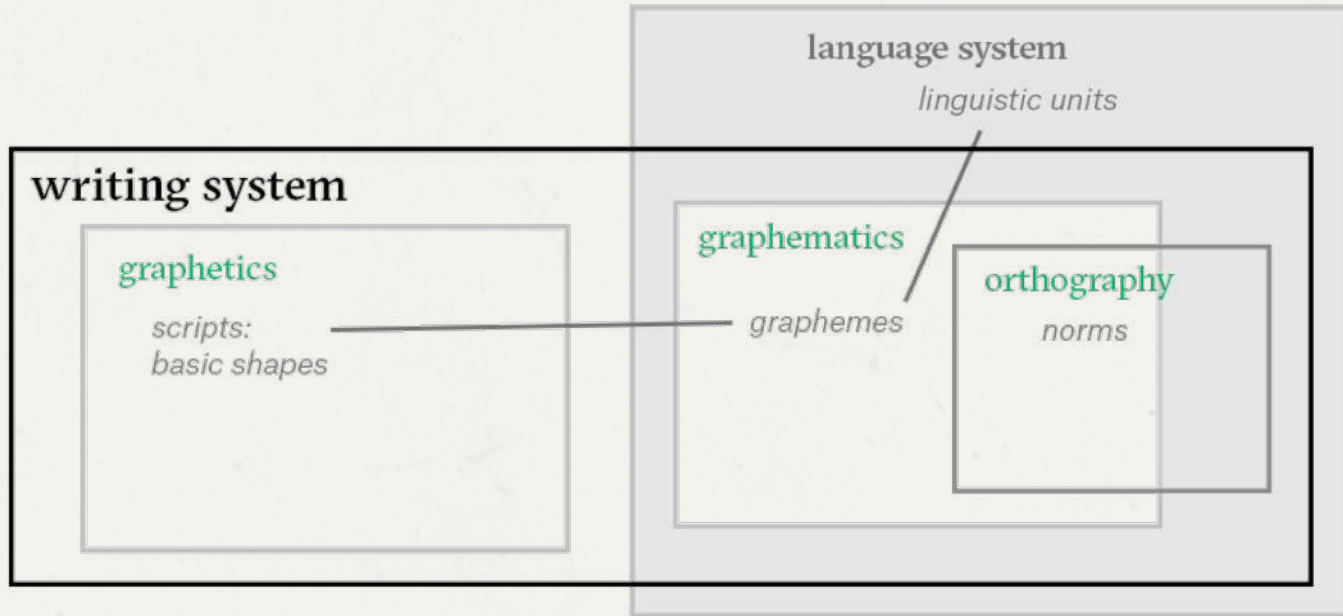 language system
linguistic units
writing system
graphetics
scripts:
basic shapes
graphematics
graphemes
orthography
norms